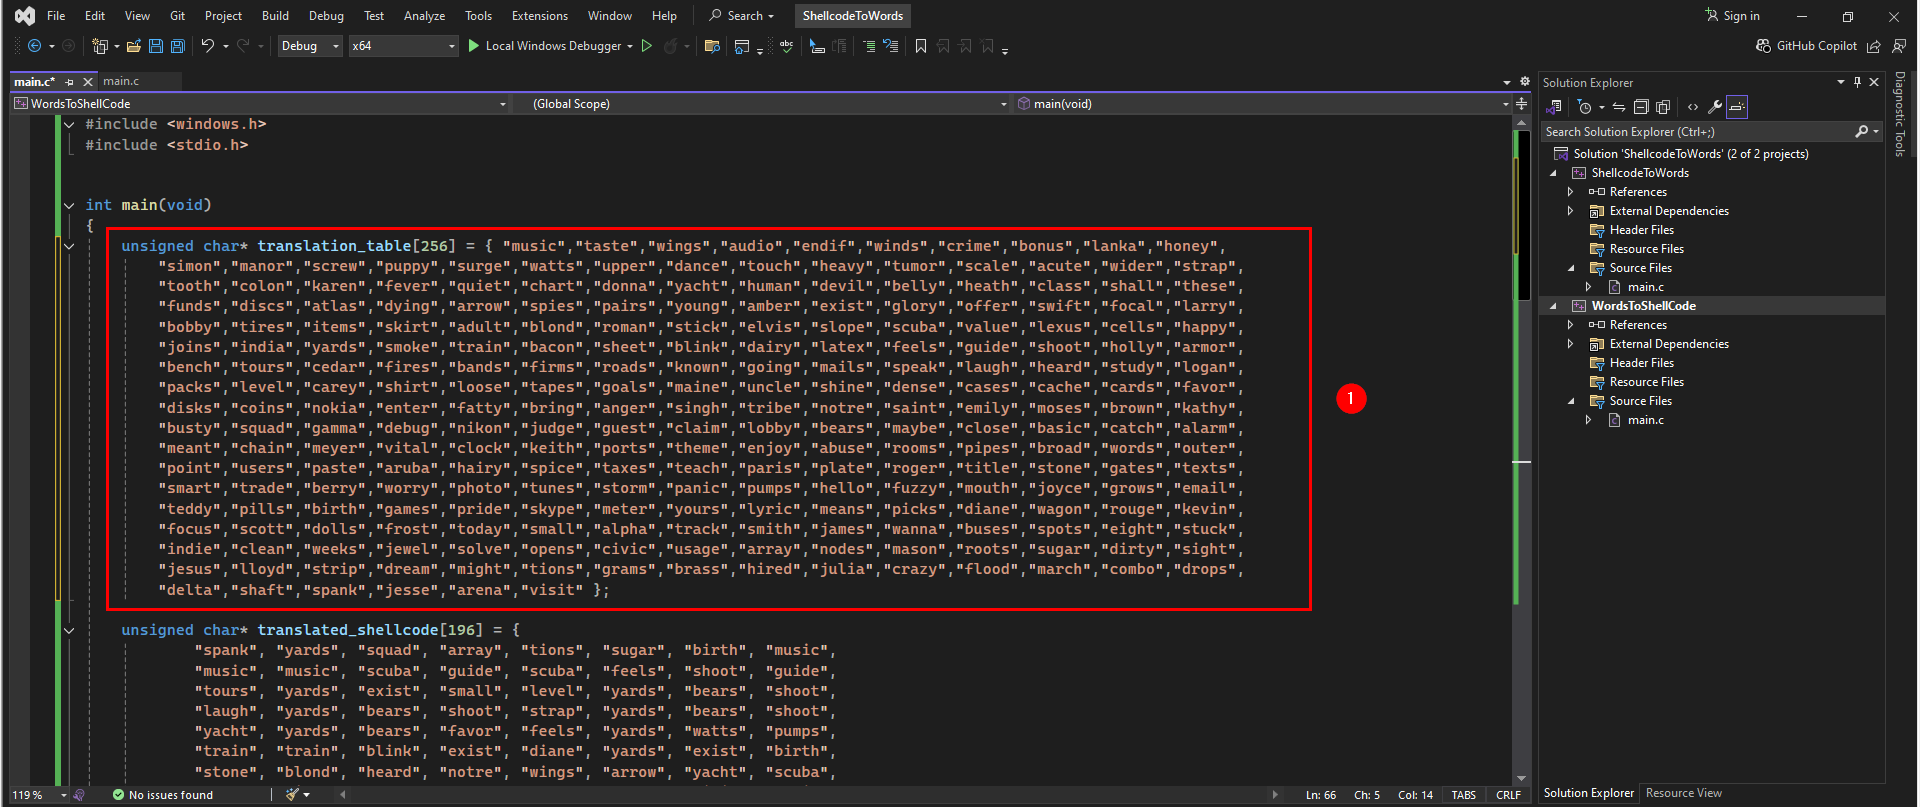 File Edit View Git Project Build Debug Test Analyze Tools Extensions Window Help Search ShellcodeToWords Sign in
Debug x64 Local Windows Debugger abc GitHub Copilot
main.c* main.c
WordsToShellCode (Global Scope) main(void)
#include <windows.h>
#include <stdio.h>
int main(void)
{
unsigned char* translation_table[256] = { "music","taste","wings","audio","endif","winds","crime","bonus","lanka","honey",
"simon","manor","screw","puppy","surge","watts","upper","dance","touch","heavy","tumor","scale","acute","wider","strap",
"tooth","colon","karen","fever","quiet","chart","donna","yacht","human","devil","belly","heath","class","shall","these",
"funds","discs","atlas","dying","arrow","spies","pairs","young","amber","exist","glory","offer","swift","focal","larry",
"bobby","tires","items","skirt","adult","blond","roman","stick","elvis","slope","scuba","value","lexus","cells","happy",
"joins","india","yards","smoke","train","bacon","sheet","blink","dairy","latex","feels","guide","shoot","holly","armor",
"bench","tours","cedar","fires","bands","firms","roads","known","going","mails","speak","laugh","heard","study","logan",
"packs","level","carey","shirt","loose","tapes","goals","maine","uncle","shine","dense","cases","cache","cards","favor",
"disks","coins","nokia","enter","fatty","bring","anger","singh","tribe","notre","saint","emily","moses","brown","kathy",
"busty","squad","gamma","debug","nikon","judge","guest","claim","lobby","bears","maybe","close","basic","catch","alarm",
"meant","chain","meyer","vital","clock","keith","ports","theme","enjoy","abuse","rooms","pipes","broad","words","outer",
"point","users","paste","aruba","hairy","spice","taxes","teach","paris","plate","roger","title","stone","gates","texts",
"smart","trade","berry","worry","photo","tunes","storm","panic","pumps","hello","fuzzy","mouth","joyce","grows","email",
"teddy","pills","birth","games","pride","skype","meter","yours","lyric","means","picks","diane","wagon","rouge","kevin",
"focus","scott","dolls","frost","today","small","alpha","track","smith","james","wanna","buses","spots","eight","stuck",
"indie","clean","weeks","jewel","solve","opens","civic","usage","array","nodes","mason","roots","sugar","dirty","sight",
"jesus","lloyd","strip","dream","might","tions","grams","brass","hired","julia","crazy","flood","march","combo","drops",
"delta","shaft","spank","jesse","arena","visit" };
unsigned char* translated_shellcode[196] = {
"spank", "yards", "squad", "array", "tions", "sugar", "birth", "music",
"music", "music", "scuba", "guide", "scuba", "feels", "shoot", "guide",
"tours", "yards", "exist", "small", "level", "yards", "bears", "shoot",
"laugh", "yards", "bears", "shoot", "strap", "yards", "bears", "shoot",
"yacht", "yards", "bears", "favor", "feels", "yards", "watts", "pumps",
"train", "train", "blink", "exist", "diane", "yards", "exist", "birth",
"stone", "blond", "heard", "notre", "wings", "arrow", "yacht", "scuba",
1
119 % No issues found Ln: 66 Ch: 5 Col: 14 TABS CRLF
Solution Explorer
Search Solution Explorer (Ctrl+;)
Solution 'ShellcodeToWords' (2 of 2 projects)
ShellcodeToWords
References
External Dependencies
Header Files
Resource Files
Source Files
main.c
WordsToShellCode
References
External Dependencies
Header Files
Resource Files
Source Files
main.c
Solution Explorer Resource View
Diagnostic Tools